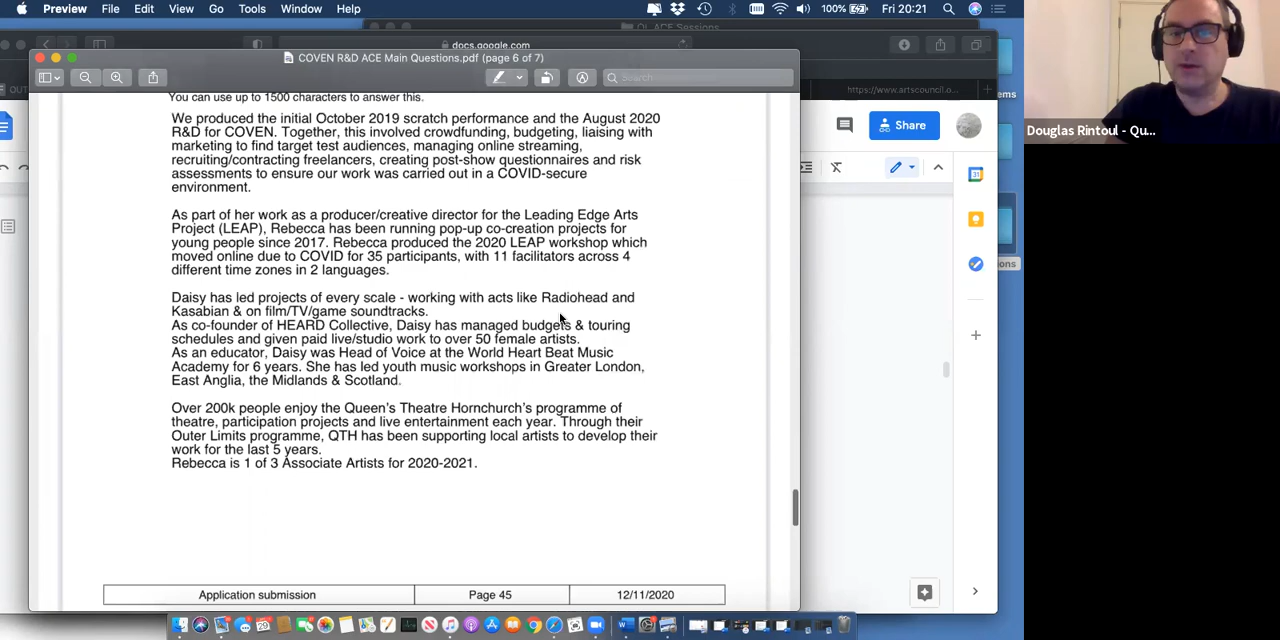 Preview File Edit View Go Tools Window Help 100% Fri 20:21
OL ACE Sessions
docs.google.com
COVEN R&D ACE Main Questions.pdf (page 6 of 7)
Search
https://www.artscouncil.o...
OUT
Share
You can use up to 1500 characters to answer this.
We produced the initial October 2019 scratch performance and the August 2020
R&D for COVEN. Together, this involved crowdfunding, budgeting, liaising with
marketing to find target test audiences, managing online streaming,
recruiting/contracting freelancers, creating post-show questionnaires and risk
assessments to ensure our work was carried out in a COVID-secure
environment.
As part of her work as a producer/creative director for the Leading Edge Arts
Project (LEAP), Rebecca has been running pop-up co-creation projects for
young people since 2017. Rebecca produced the 2020 LEAP workshop which
moved online due to COVID for 35 participants, with 11 facilitators across 4
different time zones in 2 languages.
Daisy has led projects of every scale - working with acts like Radiohead and
Kasabian & on film/TV/game soundtracks.
As co-founder of HEARD Collective, Daisy has managed budgets & touring
schedules and given paid live/studio work to over 50 female artists.
As an educator, Daisy was Head of Voice at the World Heart Beat Music
Academy for 6 years. She has led youth music workshops in Greater London,
East Anglia, the Midlands & Scotland.
Over 200k people enjoy the Queen's Theatre Hornchurch's programme of
theatre, participation projects and live entertainment each year. Through their
Outer Limits programme, QTH has been supporting local artists to develop their
work for the last 5 years.
Rebecca is 1 of 3 Associate Artists for 2020-2021.
Application submission Page 45 12/11/2020
Douglas Rintoul - Qu...
ems
ons